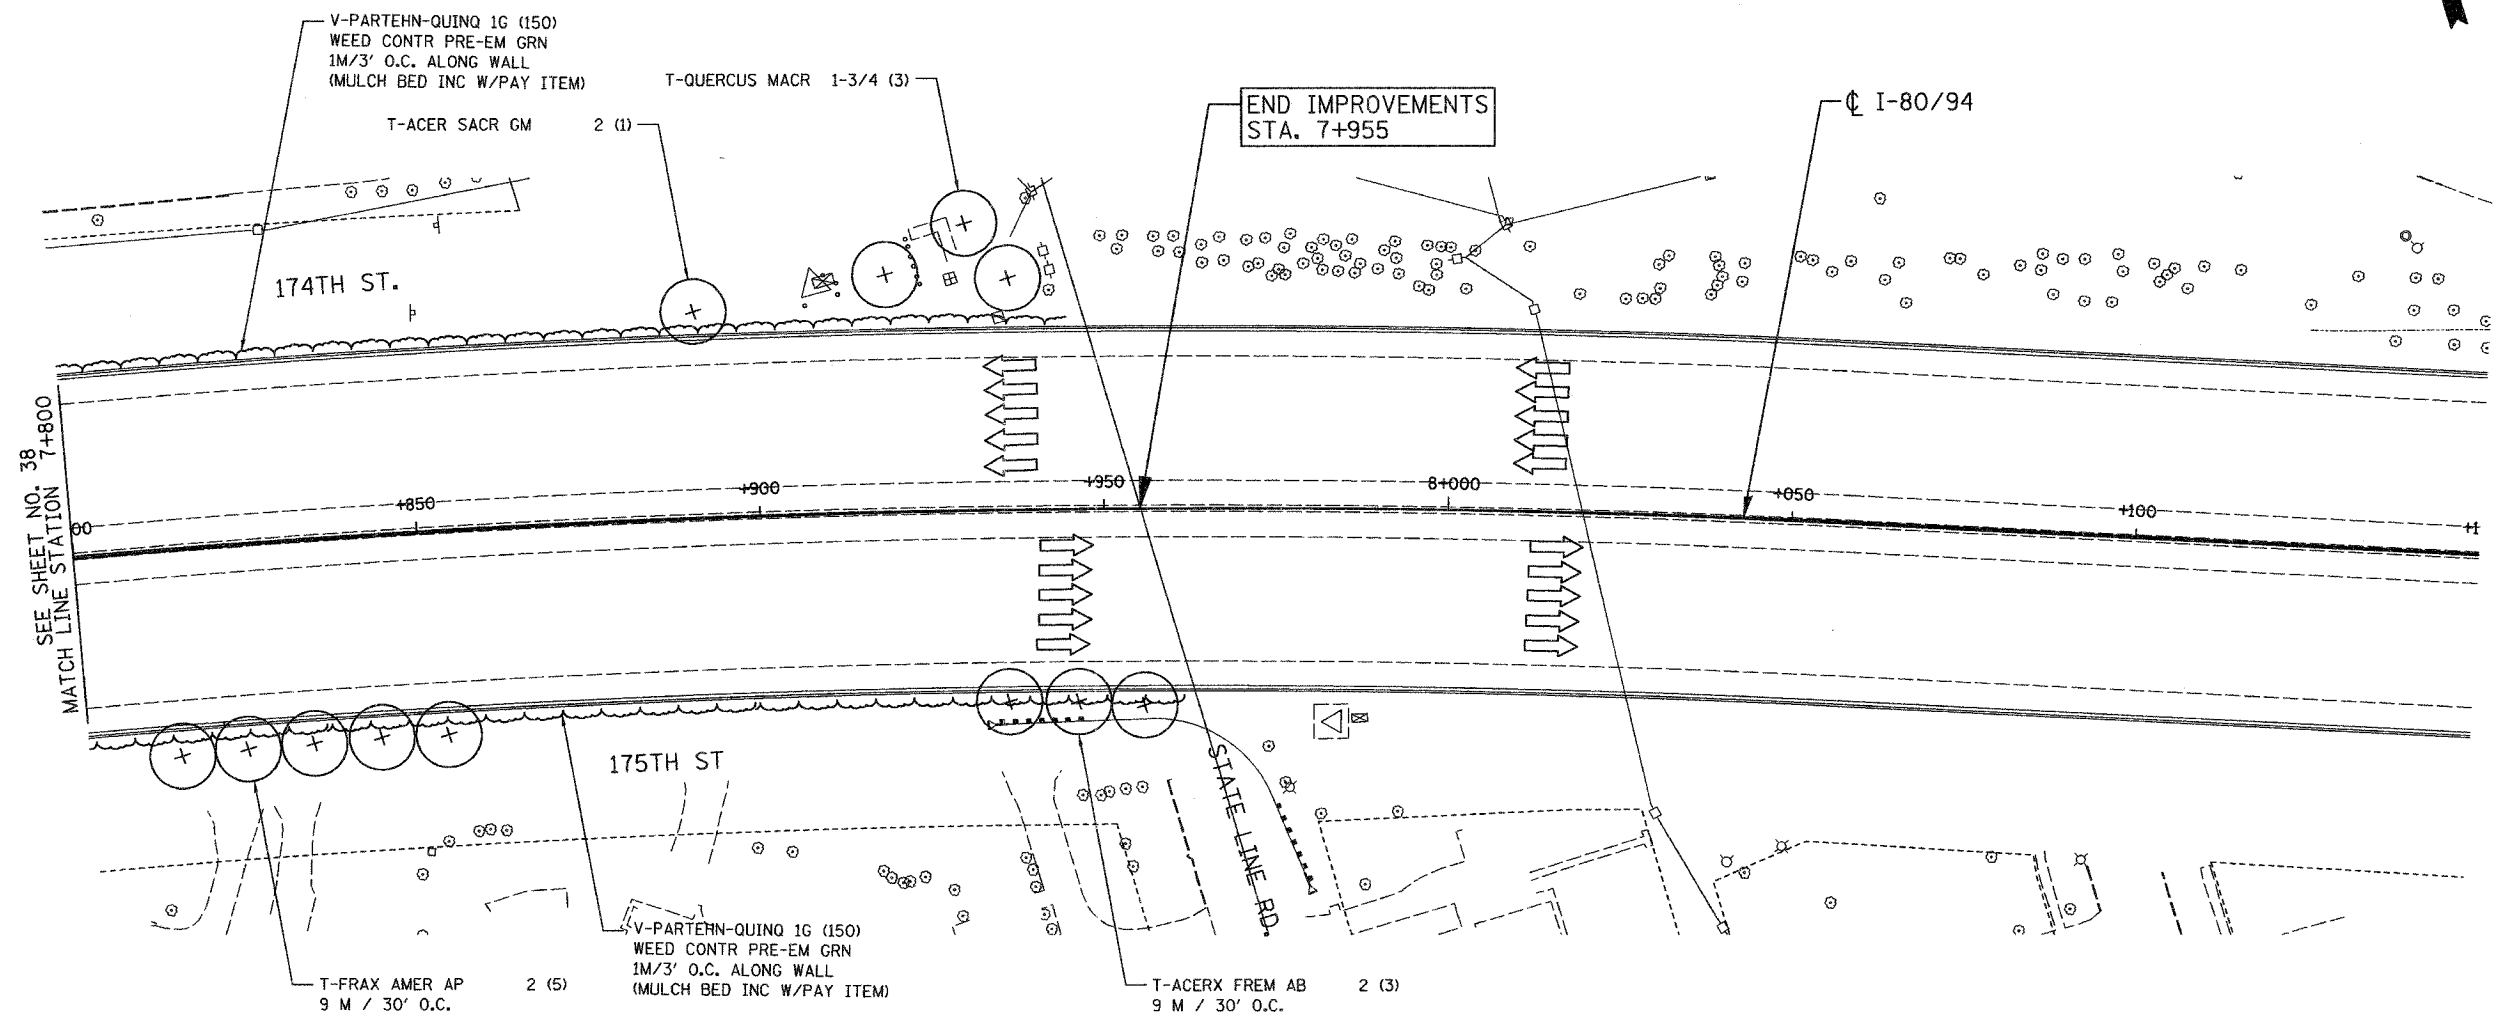 V-PARTEHN-QUINQ 1G (150)
WEED CONTR PRE-EM GRN
1M/3' O.C. ALONG WALL
(MULCH BED INC W/PAY ITEM)
T-QUERCUS MACR 1-3/4 (3)
T-ACER SACR GM 2 (1)
END IMPROVEMENTS
STA. 7+955
℄ I-80/94
174TH ST.
SEE SHEET NO. 38
MATCH LINE STATION 7+800
00
+850
+900
+950
8+000
+050
+100
+1
175TH ST
STATE LINE RD.
V-PARTEHN-QUINQ 1G (150)
WEED CONTR PRE-EM GRN
1M/3' O.C. ALONG WALL
(MULCH BED INC W/PAY ITEM)
T-FRAX AMER AP 2 (5)
9 M / 30' O.C.
T-ACERX FREM AB 2 (3)
9 M / 30' O.C.